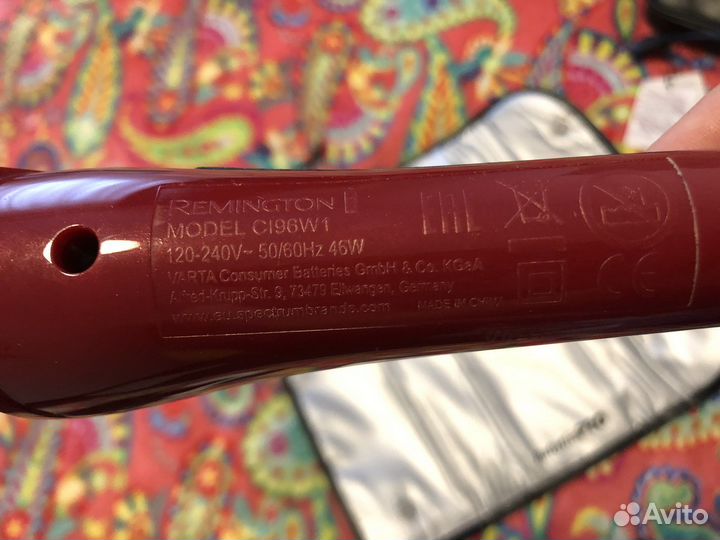 REMINGTON
MODEL CI96W1
120-240V~ 50/60Hz 46W
VARTA Consumer Batteries GmbH & Co. KGaA
Alfred-Krupp-Str. 9, 73479 Ellwangen, Germany
www.eu.spectrumbrands.com
MADE IN CHINA
EAC
CE
Avito